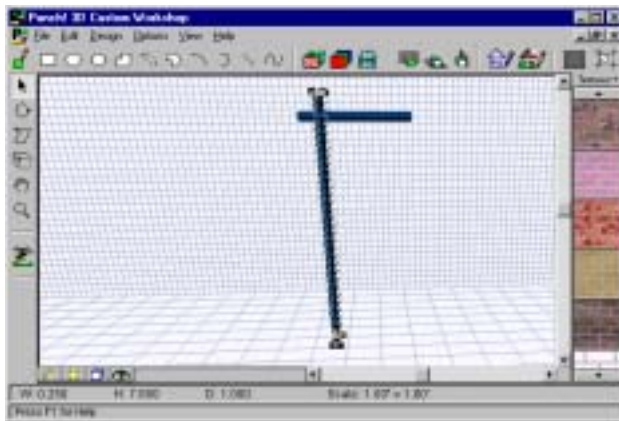 Punch! 3D Custom Workshop
File Edit Design Options View Help
W: 0.250 H: 7.000 D: 1.000 Scale: 1.00" = 1.00'
Press F1 for Help